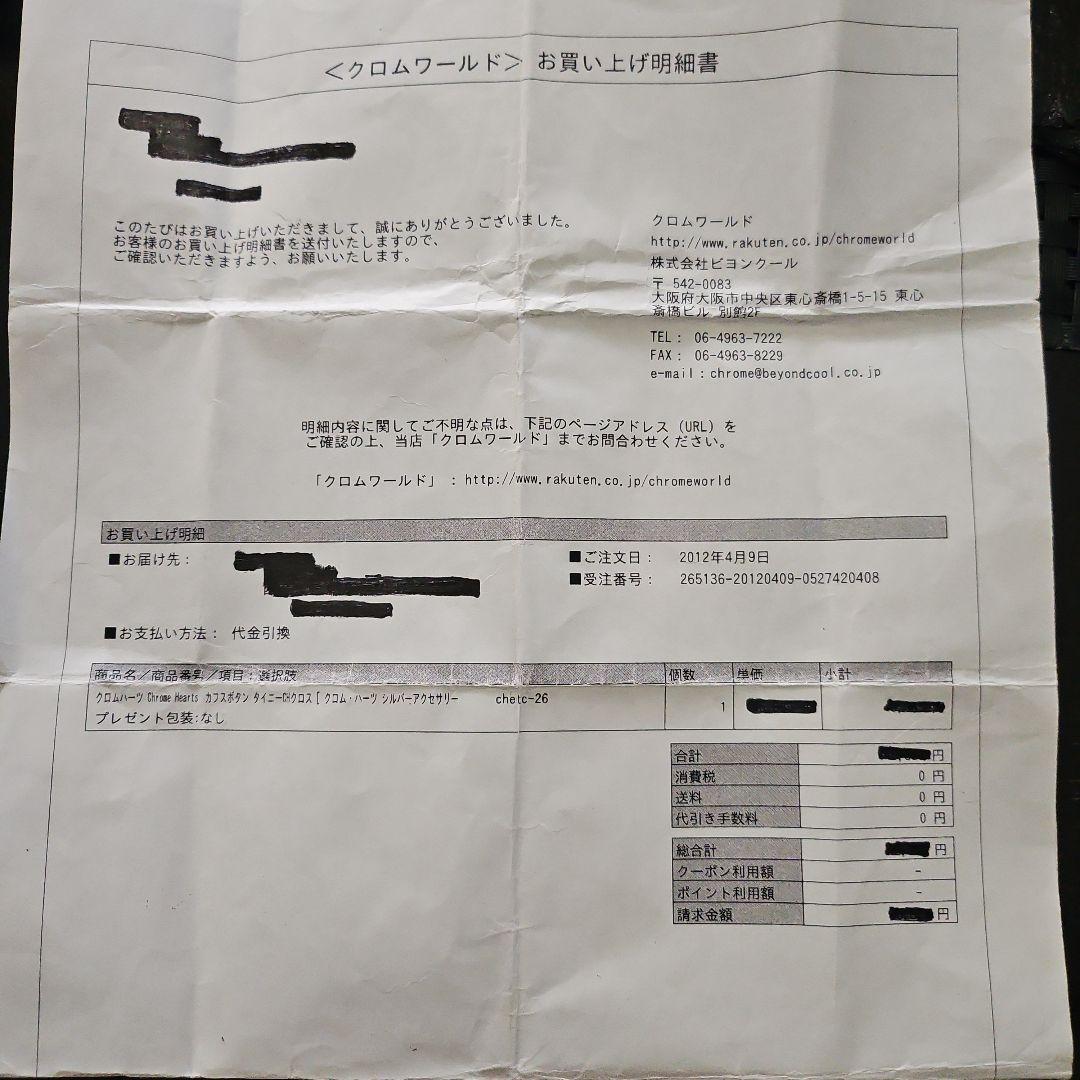 ＜クロムワールド＞ お買い上げ明細書
このたびはお買い上げいただきまして、誠にありがとうございました。
お客様のお買い上げ明細書を送付いたしますので、
ご確認いただきますよう、お願いいたします。
クロムワールド
http://www.rakuten.co.jp/chromeworld
株式会社ビヨンクール
〒 542-0083
大阪府大阪市中央区東心斎橋1-5-15 東心
斎橋ビル 別館2F
TEL： 06-4963-7222
FAX： 06-4963-8229
e-mail：chrome@beyondcool.co.jp
明細内容に関してご不明な点は、下記のページアドレス（URL）を
ご確認の上、当店「クロムワールド」までお問合わせください。
「クロムワールド」 ：http://www.rakuten.co.jp/chromeworld
お買い上げ明細
■お届け先：
■ご注文日： 2012年4月9日
■受注番号： 265136-20120409-0527420408
■お支払い方法： 代金引換
商品名／商品番号／項目：選択肢 個数 単価 小計
クロムハーツ Chrome Hearts カフスボタン タイニーCHクロス [ クロム・ハーツ シルバーアクセサリー chetc-26
プレゼント包装:なし 1
合計 円
消費税 0 円
送料 0 円
代引き手数料 0 円
総合計 円
クーポン利用額 -
ポイント利用額 -
請求金額 円